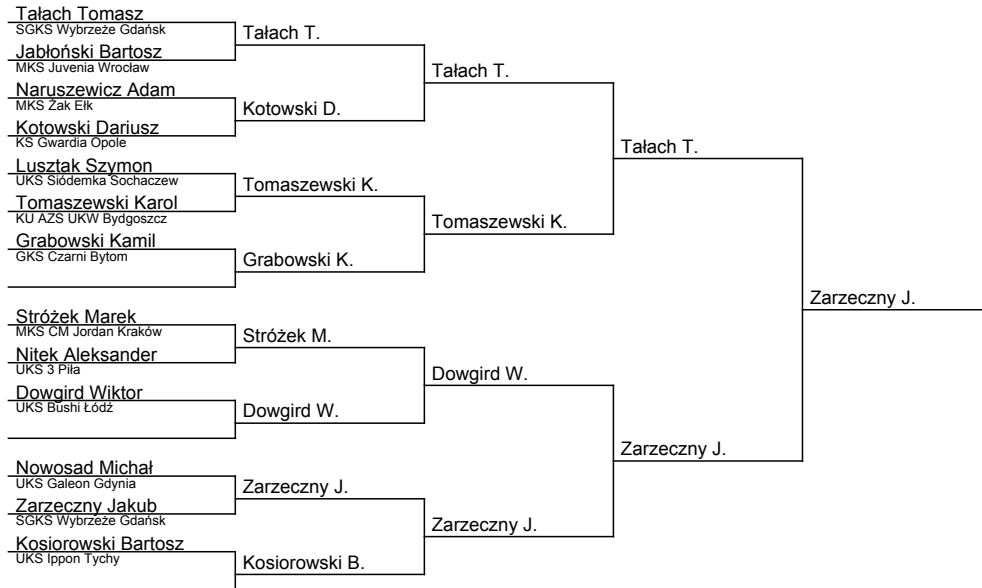 Tałach Tomasz
SGKS Wybrzeże Gdańsk
Jabłoński Bartosz
MKS Juvenia Wrocław
Naruszewicz Adam
MKS Żak Ełk
Kotowski Dariusz
KS Gwardia Opole
Lusztak Szymon
UKS Siódemka Sochaczew
Tomaszewski Karol
KU AZS UKW Bydgoszcz
Grabowski Kamil
GKS Czarni Bytom
Stróżek Marek
MKS CM Jordan Kraków
Nitek Aleksander
UKS 3 Piła
Dowgird Wiktor
UKS Bushi Łódź
Nowosad Michał
UKS Galeon Gdynia
Zarzeczny Jakub
SGKS Wybrzeże Gdańsk
Kosiorowski Bartosz
UKS Ippon Tychy
Tałach T.
Kotowski D.
Tomaszewski K.
Grabowski K.
Stróżek M.
Dowgird W.
Zarzeczny J.
Kosiorowski B.
Tałach T.
Tomaszewski K.
Dowgird W.
Zarzeczny J.
Tałach T.
Zarzeczny J.
Zarzeczny J.